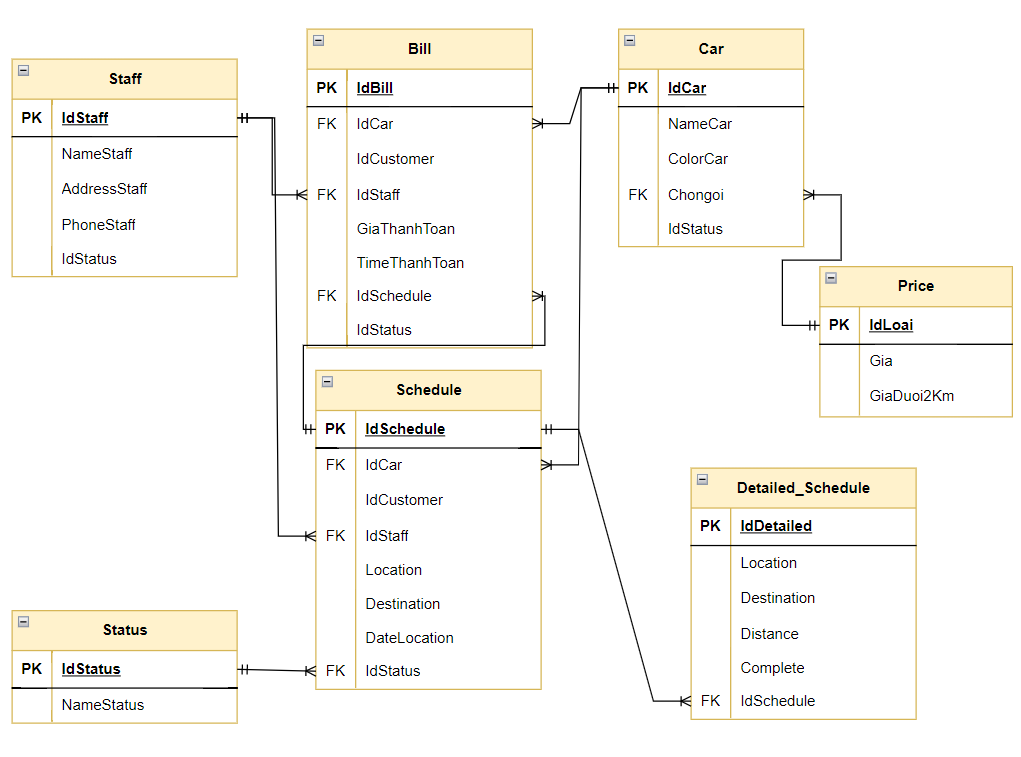 Staff
PK IdStaff
NameStaff
AddressStaff
PhoneStaff
IdStatus
Bill
PK IdBill
FK IdCar
IdCustomer
FK IdStaff
GiaThanhToan
TimeThanhToan
FK IdSchedule
IdStatus
Car
PK IdCar
NameCar
ColorCar
FK Chongoi
IdStatus
Price
PK IdLoai
Gia
GiaDuoi2Km
Schedule
PK IdSchedule
FK IdCar
IdCustomer
FK IdStaff
Location
Destination
DateLocation
FK IdStatus
Detailed_Schedule
PK IdDetailed
Location
Destination
Distance
Complete
FK IdSchedule
Status
PK IdStatus
NameStatus